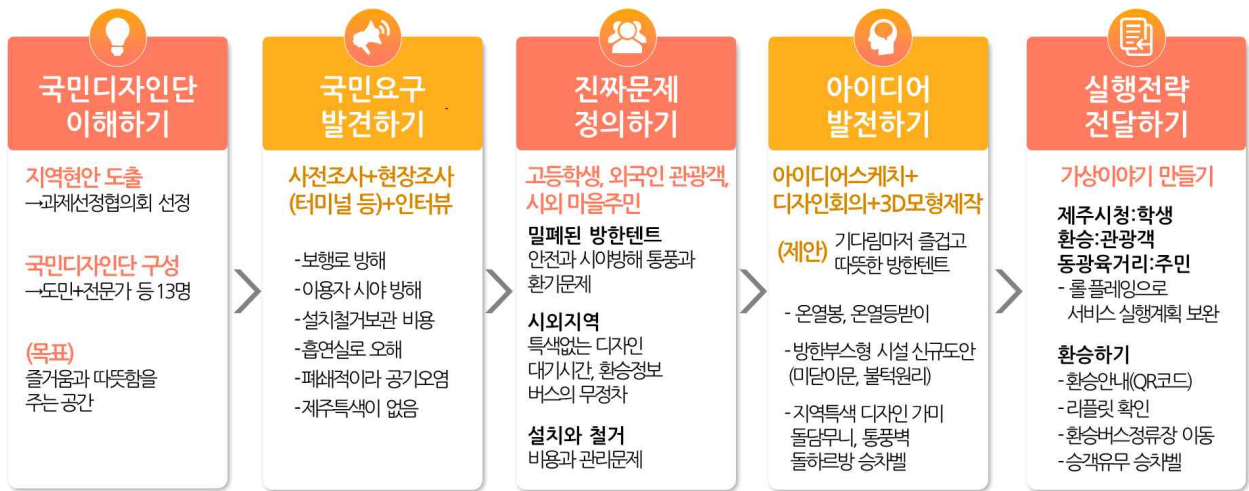 국민디자인단
이해하기
지역현안 도출
→과제선정협의회 선정
국민디자인단 구성
→도민+전문가 등 13명
(목표)
즐거움과 따뜻함을
주는 공간
국민요구
발견하기
사전조사+현장조사
(터미널 등)+인터뷰
-보행로 방해
-이용자 시야 방해
-설치철거보관 비용
-흡연실로 오해
-폐쇄적이라 공기오염
-제주특색이 없음
진짜문제
정의하기
고등학생, 외국인 관광객,
시외 마을주민
밀폐된 방한텐트
안전과 시야방해 통풍과
환기문제
시외지역
특색없는 디자인
대기시간, 환승정보
버스의 무정차
설치와 철거
비용과 관리문제
아이디어
발전하기
아이디어스케치+
디자인회의+3D모형제작
(제안) 기다림마저 즐겁고
따뜻한 방한텐트
- 온열봉, 온열등받이
- 방한부스형 시설 신규도안
(미닫이문, 불턱원리)
- 지역특색 디자인 가미
돌담무니, 통풍벽
돌하르방 승차벨
실행전략
전달하기
가상이야기 만들기
제주시청:학생
환승:관광객
동광육거리:주민
- 롤 플레잉으로
서비스 실행계획 보완
환승하기
-환승안내(QR코드)
-리플릿 확인
-환승버스정류장 이동
-승객유무 승차벨